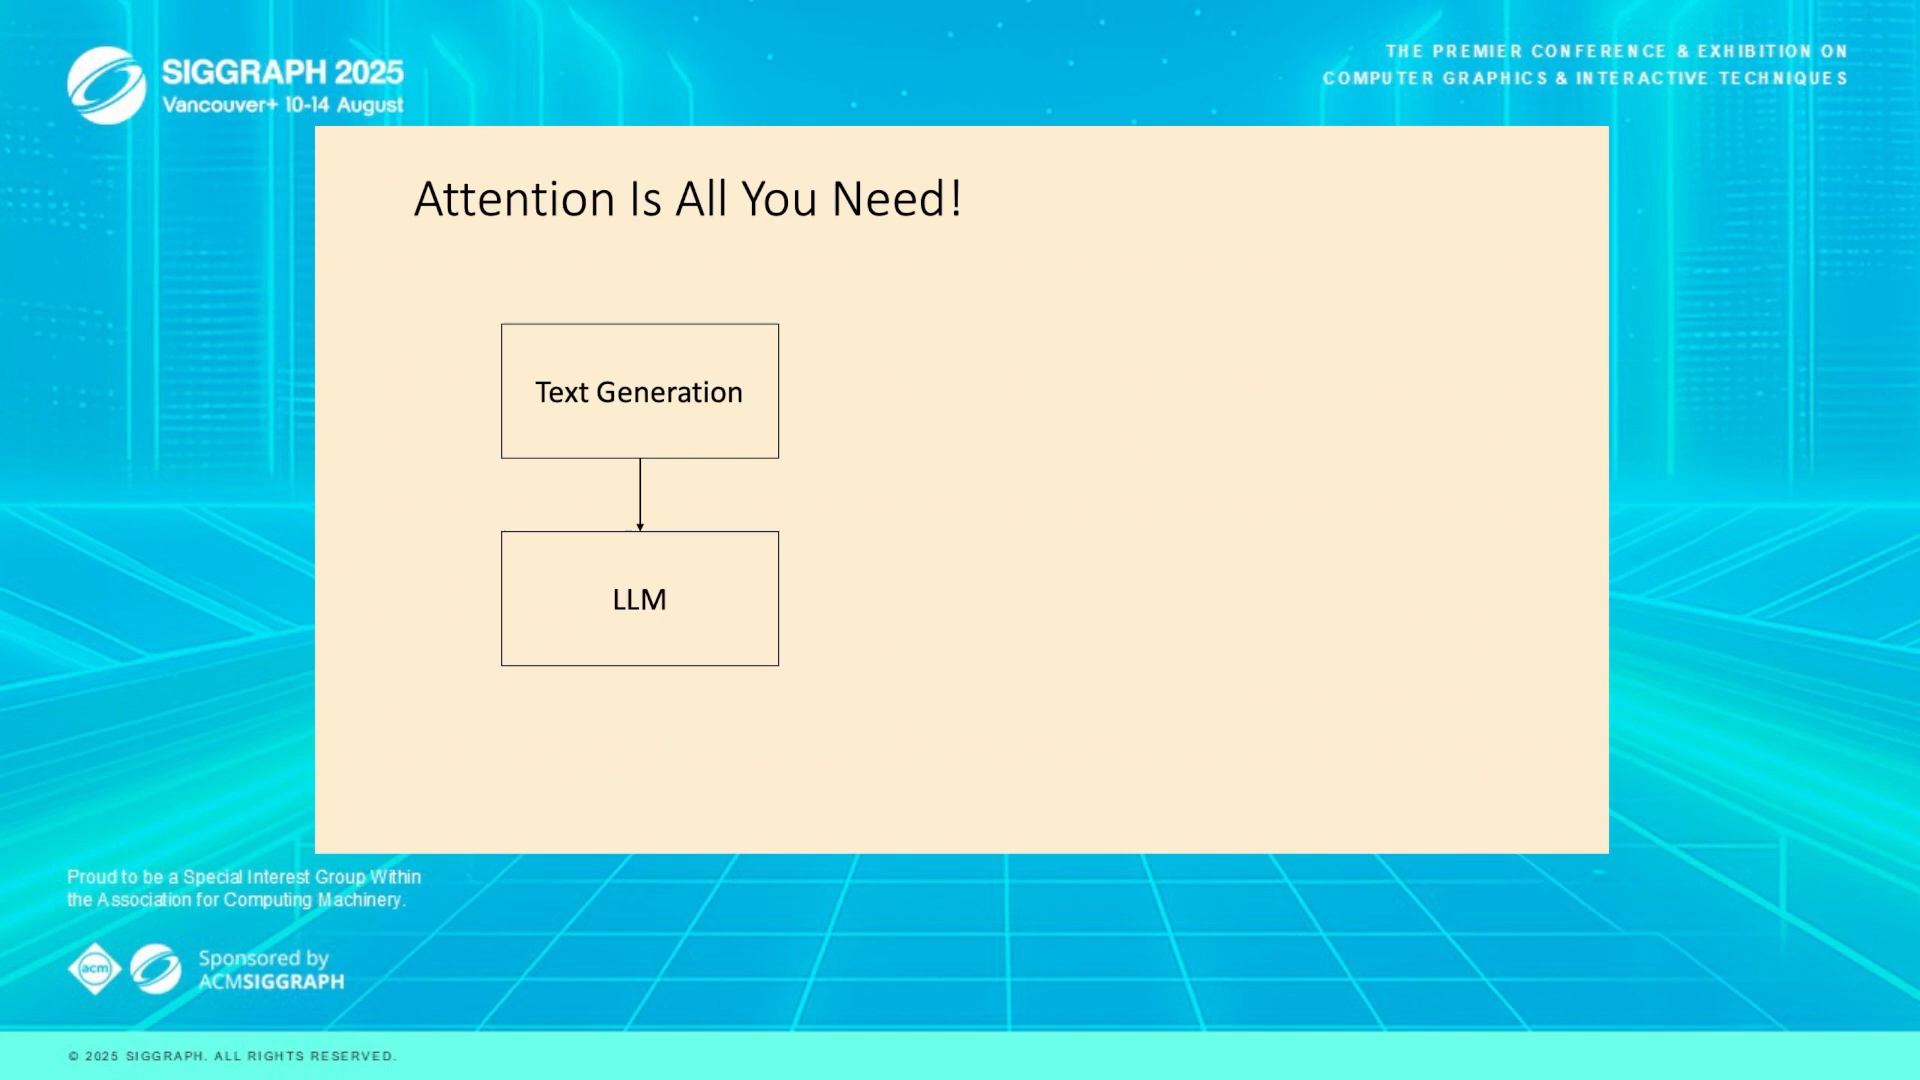 SIGGRAPH 2025
Vancouver+ 10-14 August
THE PREMIER CONFERENCE & EXHIBITION ON
COMPUTER GRAPHICS & INTERACTIVE TECHNIQUES
Attention Is All You Need!
Text Generation
LLM
Proud to be a Special Interest Group Within
the Association for Computing Machinery.
acm
Sponsored by
ACMSIGGRAPH
© 2025 SIGGRAPH. ALL RIGHTS RESERVED.